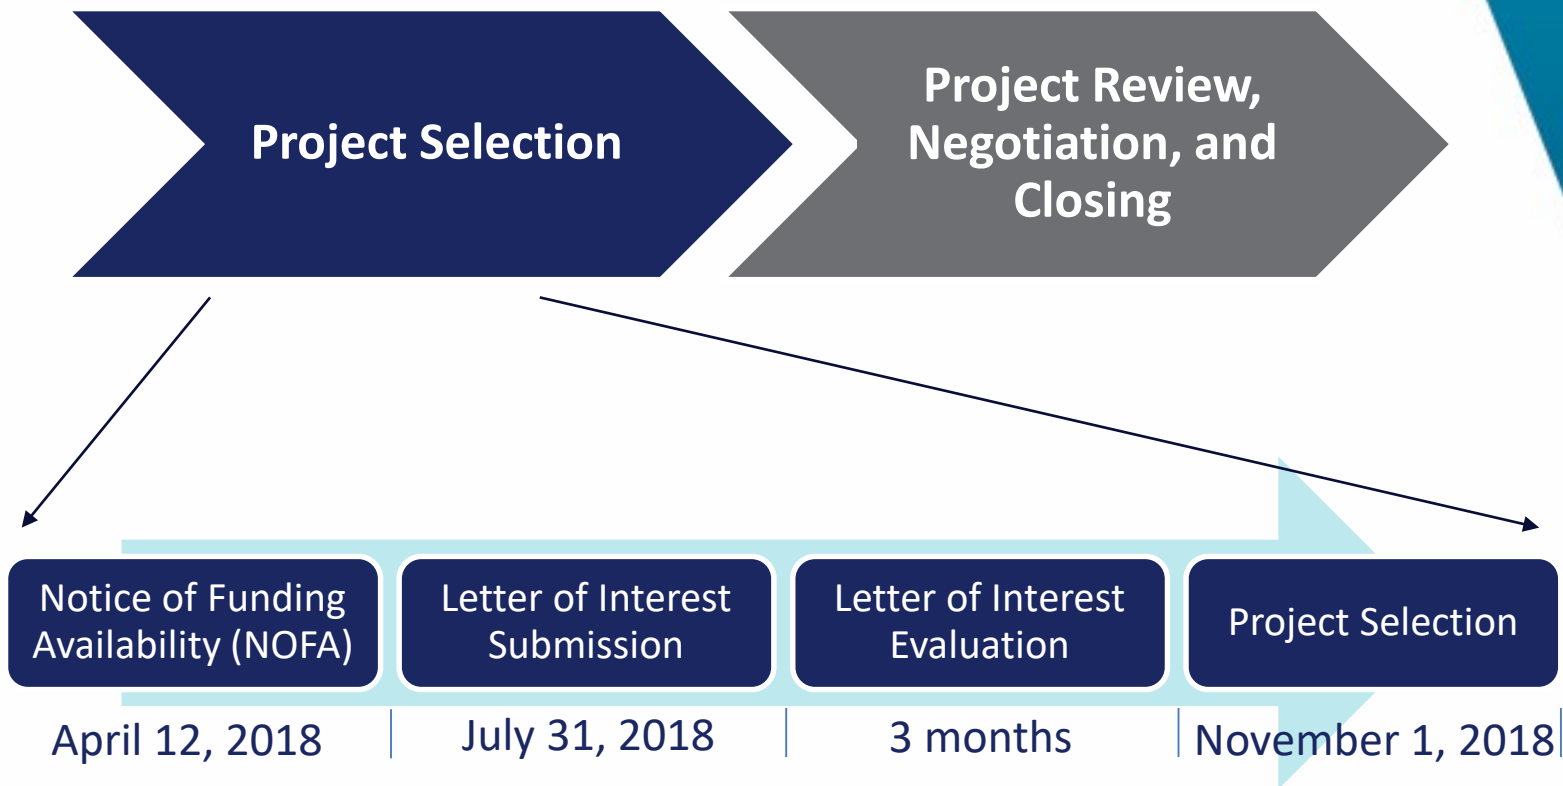 Project Selection
Project Review,
Negotiation, and
Closing
Notice of Funding
Availability (NOFA)
Letter of Interest
Submission
Letter of Interest
Evaluation
Project Selection
April 12, 2018
July 31, 2018
3 months
November 1, 2018